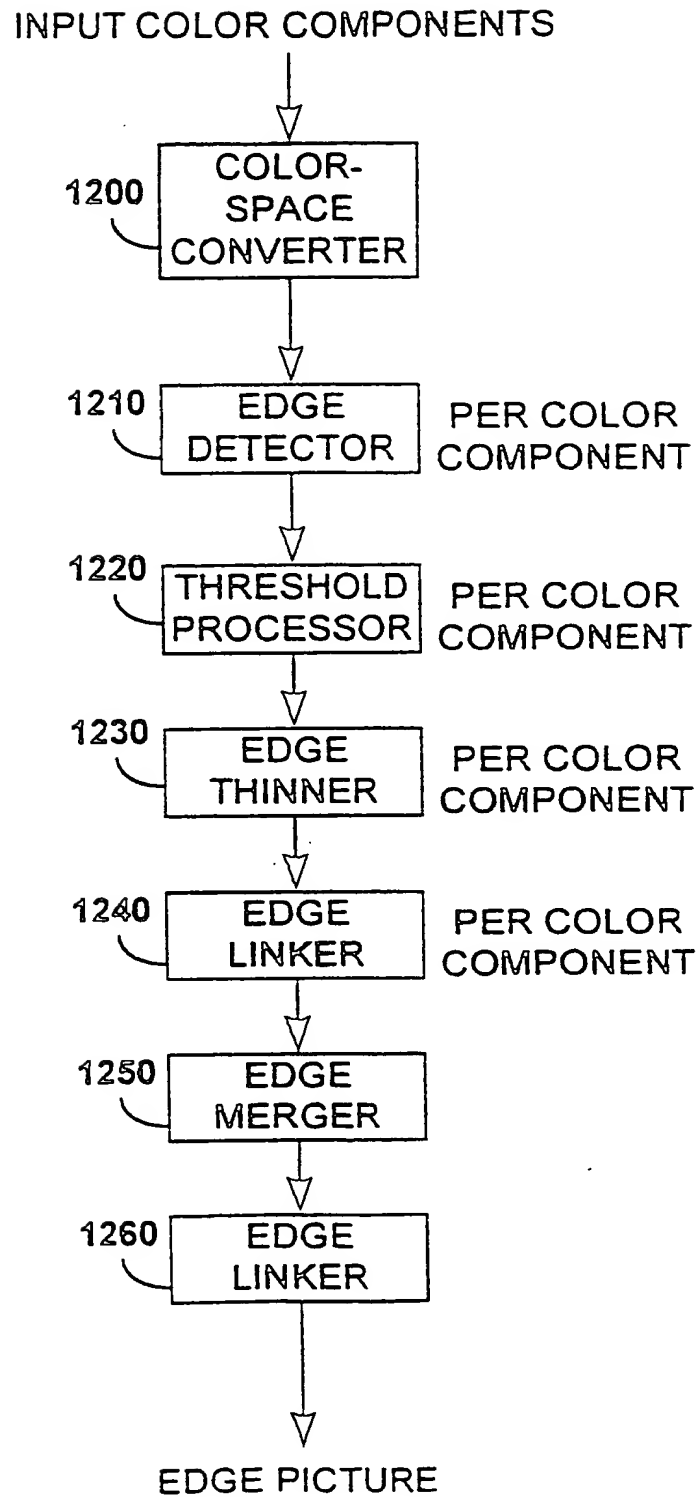 INPUT COLOR COMPONENTS
1200
COLOR-
SPACE
CONVERTER
1210
EDGE
DETECTOR
PER COLOR
COMPONENT
1220
THRESHOLD
PROCESSOR
PER COLOR
COMPONENT
1230
EDGE
THINNER
PER COLOR
COMPONENT
1240
EDGE
LINKER
PER COLOR
COMPONENT
1250
EDGE
MERGER
1260
EDGE
LINKER
EDGE PICTURE